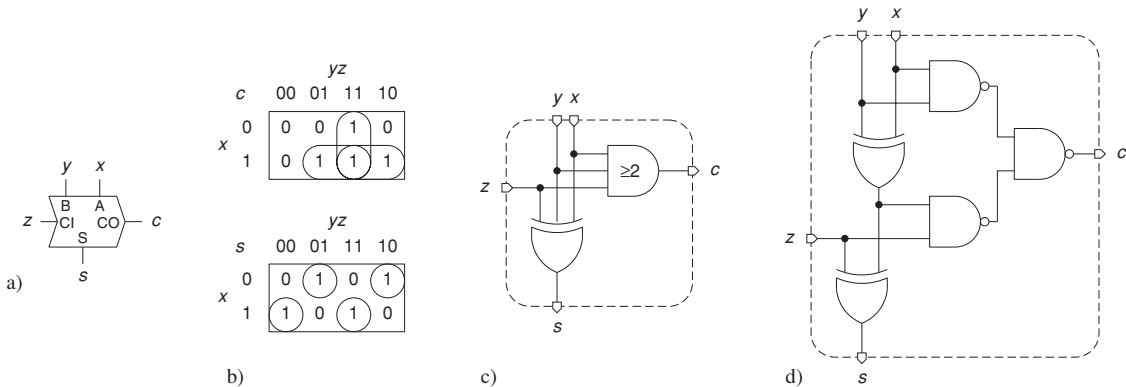 y x
B A
z CI CO c
S
s
a)
yz
c 00 01 11 10
0 0 0 1 0
x
1 0 1 1 1
yz
s 00 01 11 10
0 0 1 0 1
x
1 1 0 1 0
b)
y x
≥2 c
z
s
c)
y x
c
z
s
d)